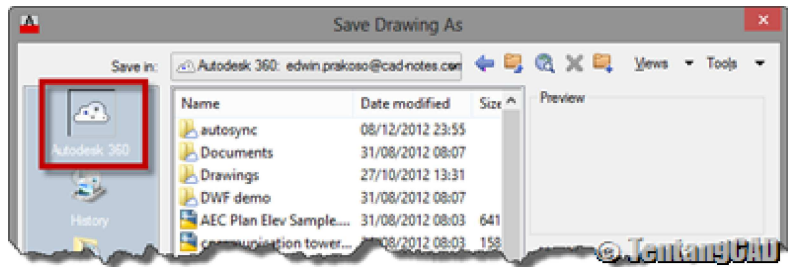 Save Drawing As
Save in:
Autodesk 360: edwin.prakoso@cad-notes.com
Views
Tools
Autodesk 360
History
Name Date modified Size
Preview
autosync 08/12/2012 23:55
Documents 31/08/2012 08:07
Drawings 27/10/2012 13:31
DWF demo 31/08/2012 08:07
AEC Plan Elev Sample.... 31/08/2012 08:03 641
communication tower... 31/08/2012 08:03 158
© TentangCAD